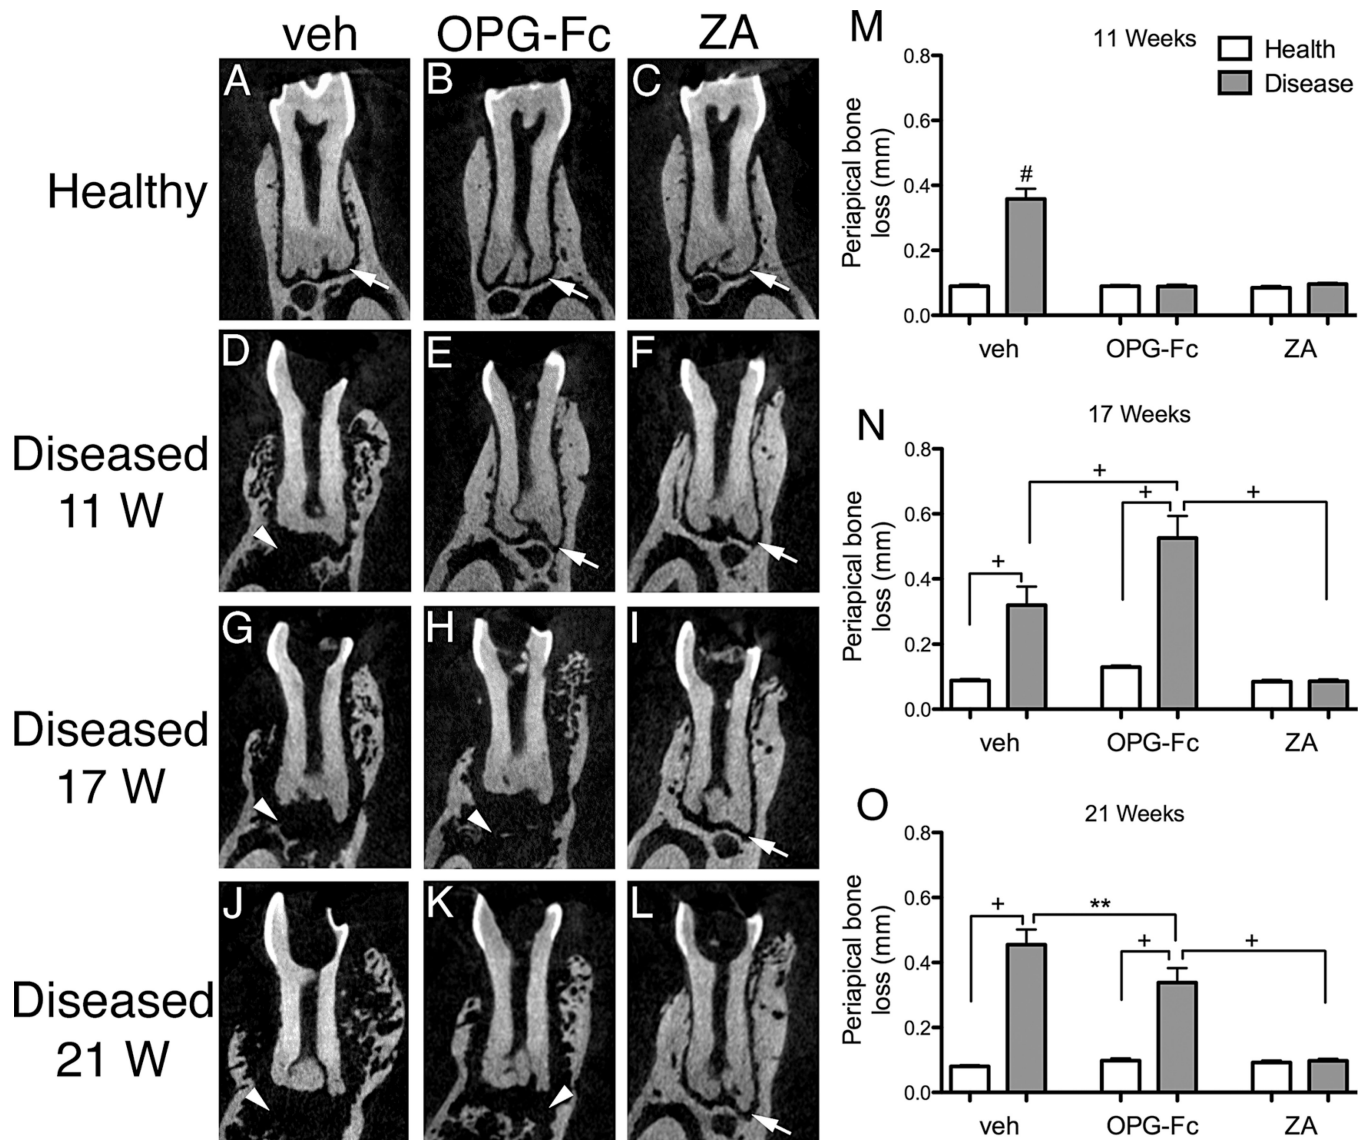 veh OPG-Fc ZA
Healthy
A B C
Diseased
11 W
D E F
Diseased
17 W
G H I
Diseased
21 W
J K L
M
11 Weeks
Health
Disease
Periapical bone
loss (mm)
0.8
0.6
0.4
0.2
0.0
#
veh OPG-Fc ZA
N
17 Weeks
Periapical bone
loss (mm)
0.8
0.6
0.4
0.2
0.0
+ + + +
veh OPG-Fc ZA
O
21 Weeks
Periapical bone
loss (mm)
0.8
0.6
0.4
0.2
0.0
+ ** + +
veh OPG-Fc ZA